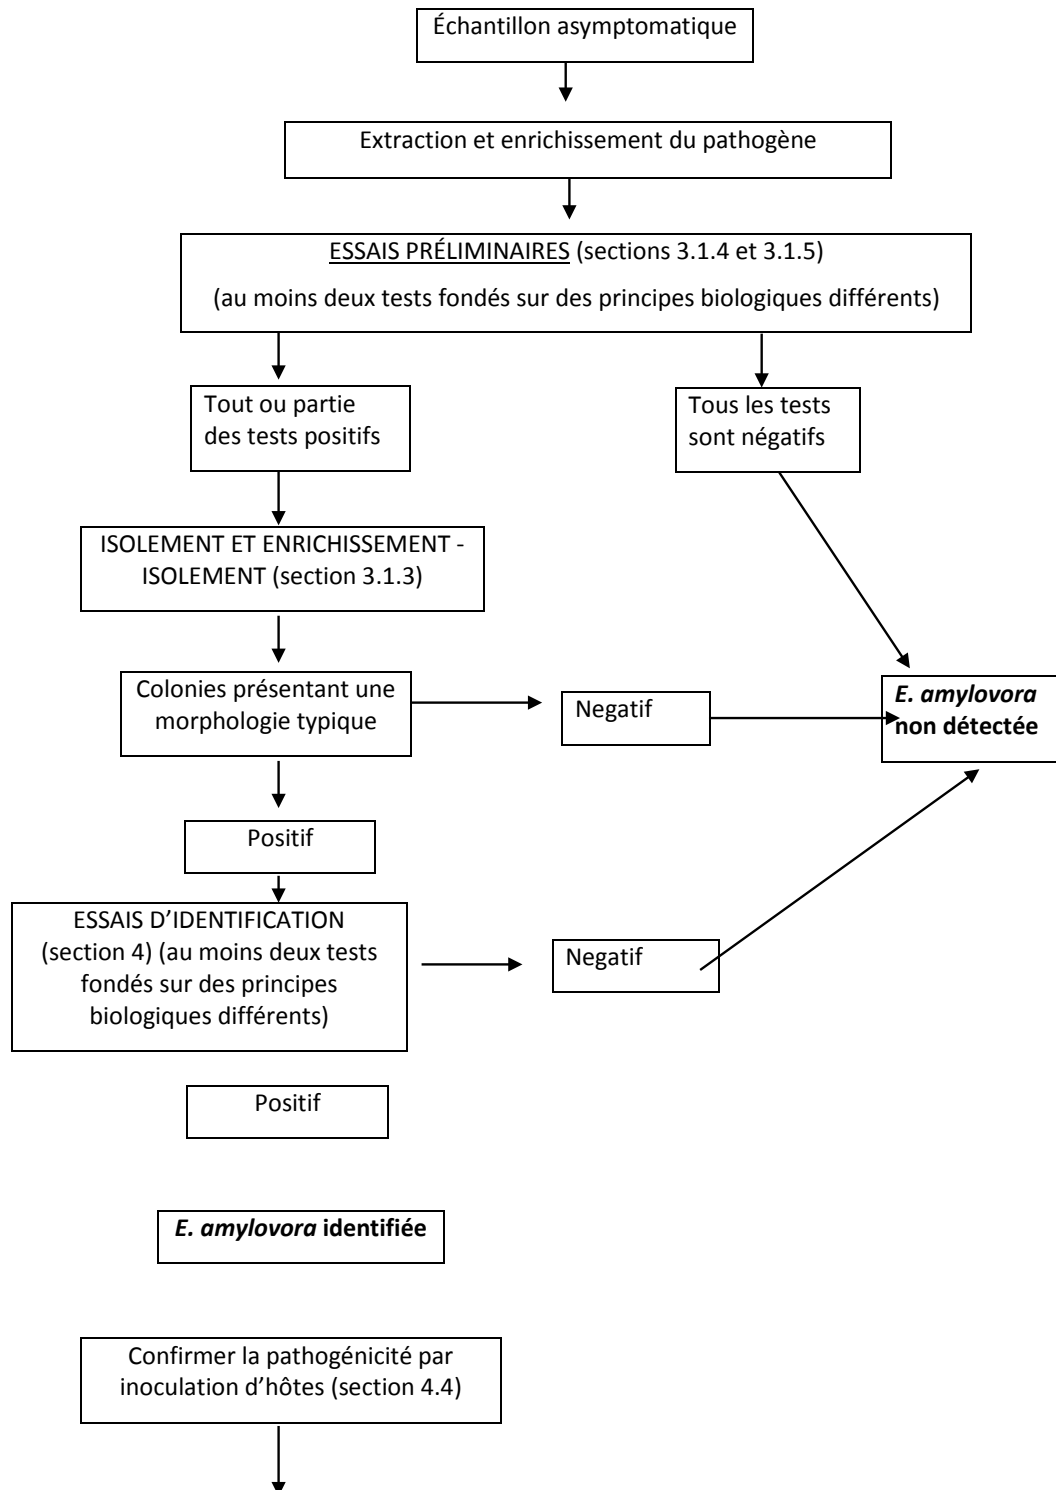 Échantillon asymptomatique
Extraction et enrichissement du pathogène
ESSAIS PRÉLIMINAIRES (sections 3.1.4 et 3.1.5)
(au moins deux tests fondés sur des principes biologiques différents)
Tout ou partie
des tests positifs
Tous les tests
sont négatifs
ISOLEMENT ET ENRICHISSEMENT -
ISOLEMENT (section 3.1.3)
Colonies présentant une
morphologie typique
Negatif
E. amylovora
non détectée
Positif
ESSAIS D’IDENTIFICATION
(section 4) (au moins deux tests
fondés sur des principes
biologiques différents)
Negatif
Positif
E. amylovora identifiée
Confirmer la pathogénicité par
inoculation d’hôtes (section 4.4)